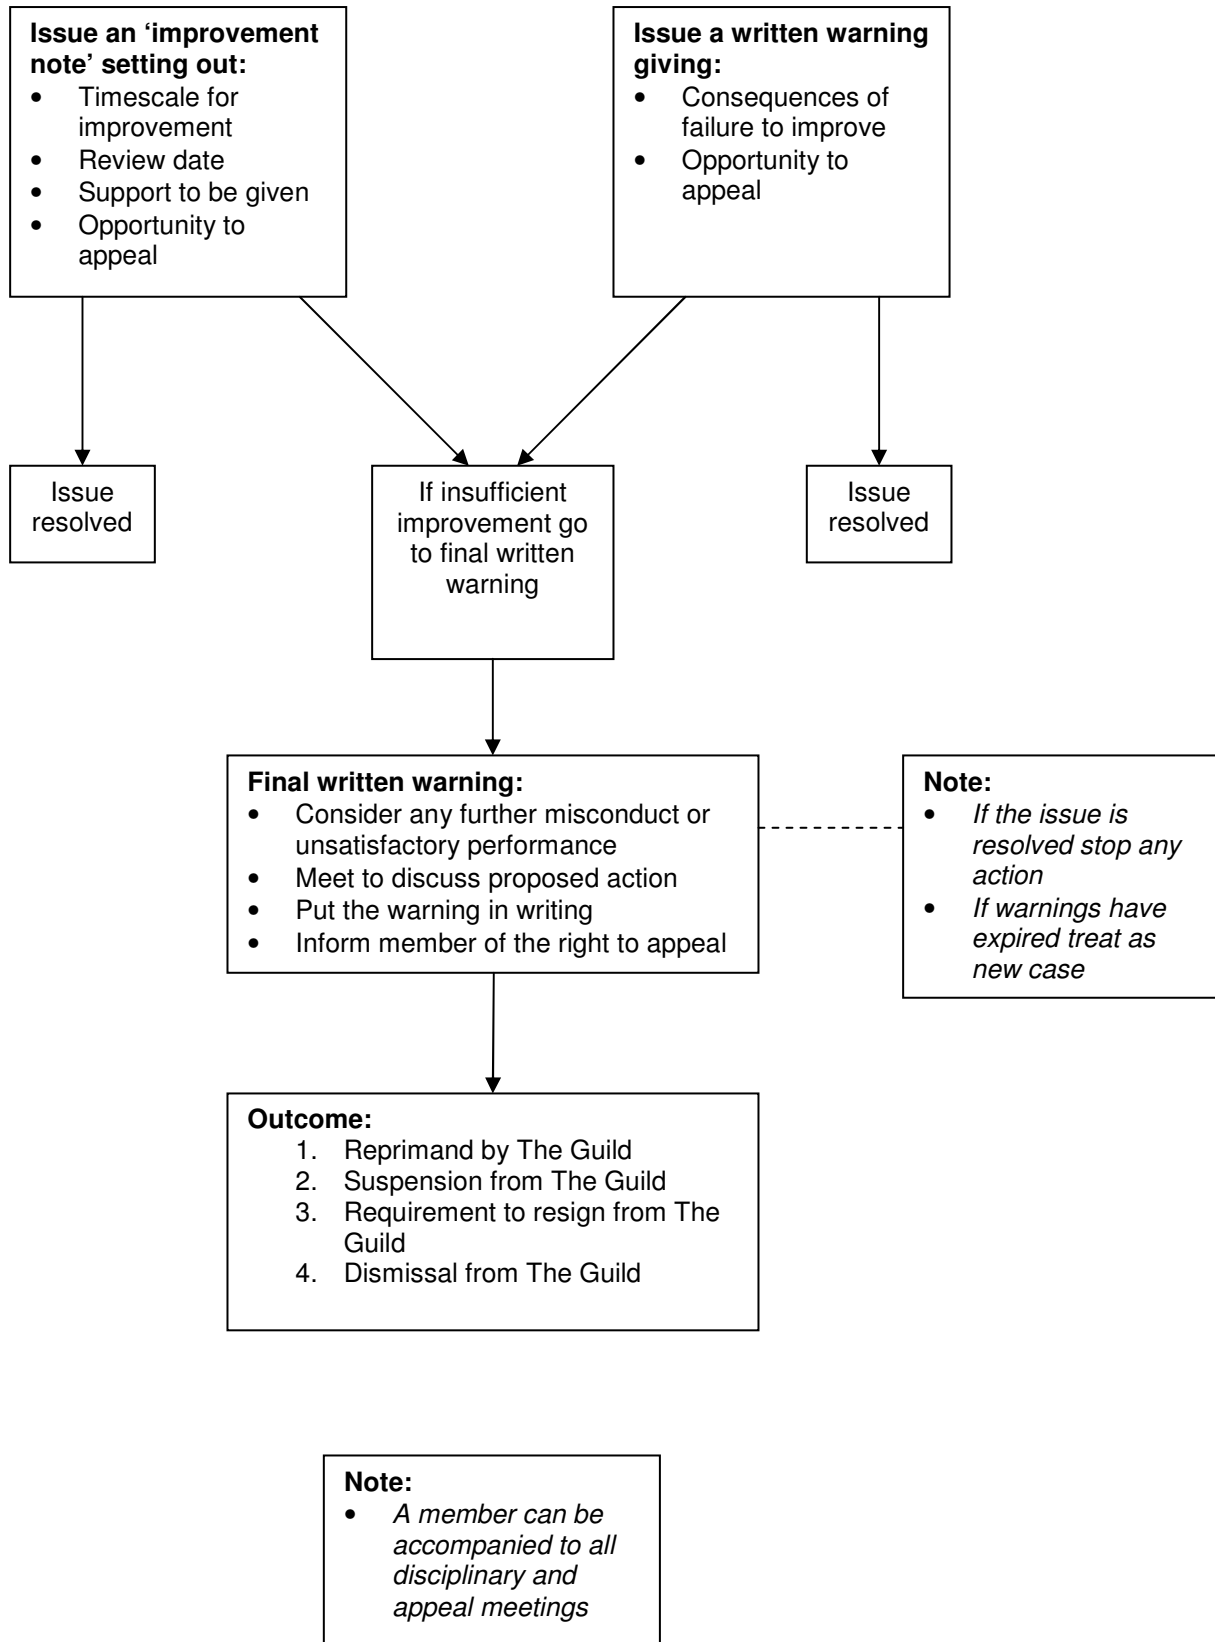 Issue an ‘improvement
note’ setting out:
• Timescale for
improvement
• Review date
• Support to be given
• Opportunity to
appeal
Issue a written warning
giving:
• Consequences of
failure to improve
• Opportunity to
appeal
Issue
resolved
If insufficient
improvement go
to final written
warning
Issue
resolved
Final written warning:
• Consider any further misconduct or
unsatisfactory performance
• Meet to discuss proposed action
• Put the warning in writing
• Inform member of the right to appeal
Note:
• If the issue is
resolved stop any
action
• If warnings have
expired treat as
new case
Outcome:
1. Reprimand by The Guild
2. Suspension from The Guild
3. Requirement to resign from The
Guild
4. Dismissal from The Guild
Note:
• A member can be
accompanied to all
disciplinary and
appeal meetings